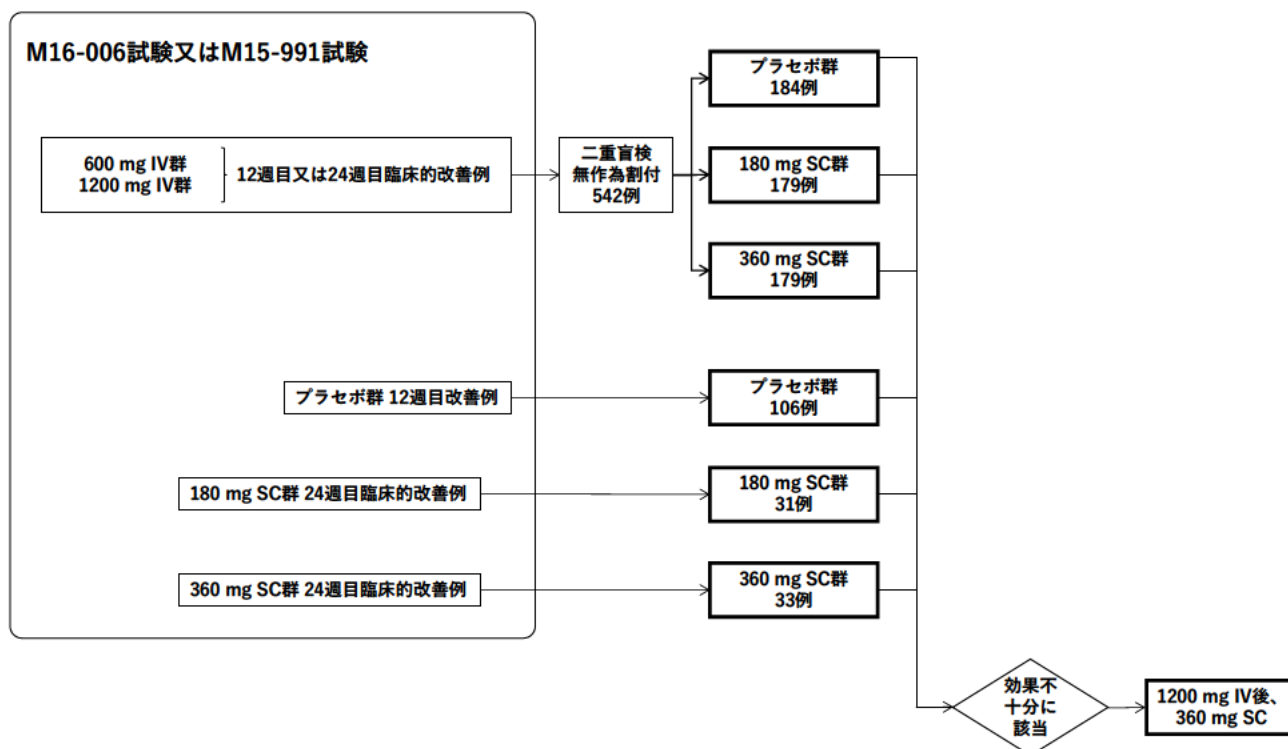 M16-006試験又はM15-991試験
600 mg IV群
1200 mg IV群
12週目又は24週目臨床的改善例
二重盲検
無作為割付
542例
プラセボ群
184例
180 mg SC群
179例
360 mg SC群
179例
プラセボ群 12週目改善例
プラセボ群
106例
180 mg SC群 24週目臨床的改善例
180 mg SC群
31例
360 mg SC群 24週目臨床的改善例
360 mg SC群
33例
効果不
十分に
該当
1200 mg IV後、
360 mg SC